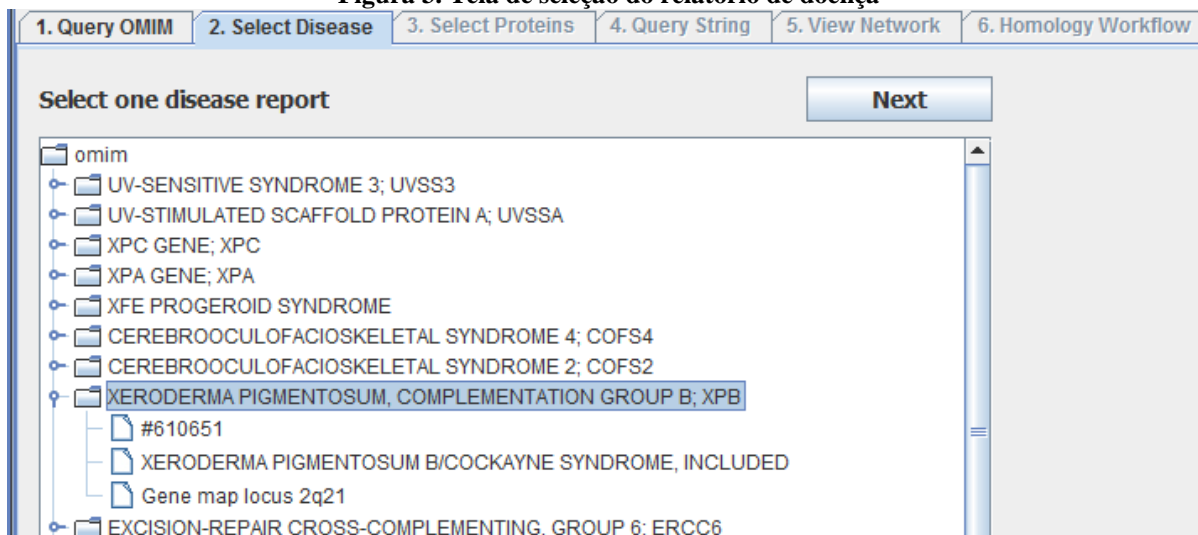 Figura 3. Tela de seleção do relatório de doença
1. Query OMIM 2. Select Disease 3. Select Proteins 4. Query String 5. View Network 6. Homology Workflow
Select one disease report Next
omim
UV-SENSITIVE SYNDROME 3; UVSS3
UV-STIMULATED SCAFFOLD PROTEIN A; UVSSA
XPC GENE; XPC
XPA GENE; XPA
XFE PROGEROID SYNDROME
CEREBROOCULOFACIOSKELETAL SYNDROME 4; COFS4
CEREBROOCULOFACIOSKELETAL SYNDROME 2; COFS2
XERODERMA PIGMENTOSUM, COMPLEMENTATION GROUP B; XPB
#610651
XERODERMA PIGMENTOSUM B/COCKAYNE SYNDROME, INCLUDED
Gene map locus 2q21
EXCISION-REPAIR CROSS-COMPLEMENTING, GROUP 6; ERCC6